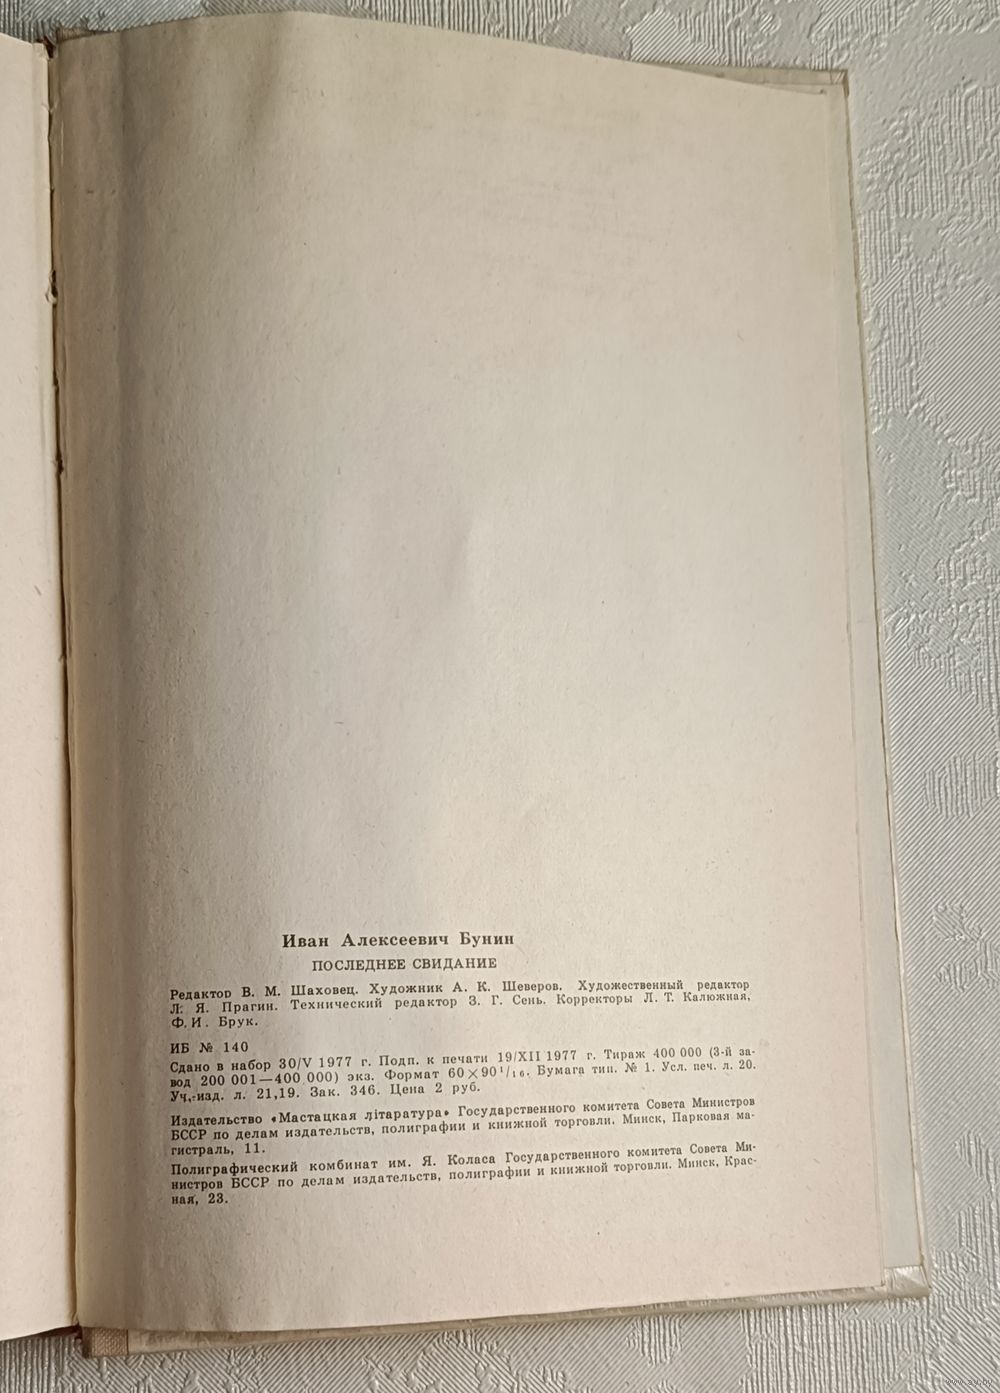 Иван Алексеевич Бунин
ПОСЛЕДНЕЕ СВИДАНИЕ
Редактор В. М. Шаховец. Художник А. К. Шеверов. Художественный редактор
Л. Я. Прагин. Технический редактор З. Г. Сень. Корректоры Л. Т. Калюжная,
Ф. И. Брук.
ИБ № 140
Сдано в набор 30/V 1977 г. Подп. к печати 19/XII 1977 г. Тираж 400 000 (3-й за-
вод 200 001—400 000) экз. Формат 60×90¹/₁₆. Бумага тип. № 1. Усл. печ. л. 20.
Уч.-изд. л. 21,19. Зак. 346. Цена 2 руб.
Издательство «Мастацкая літаратура» Государственного комитета Совета Министров
БССР по делам издательств, полиграфии и книжной торговли. Минск, Парковая ма-
гистраль, 11.
Полиграфический комбинат им. Я. Коласа Государственного комитета Совета Ми-
нистров БССР по делам издательств, полиграфии и книжной торговли. Минск, Крас-
ная, 23.
www.ay.by